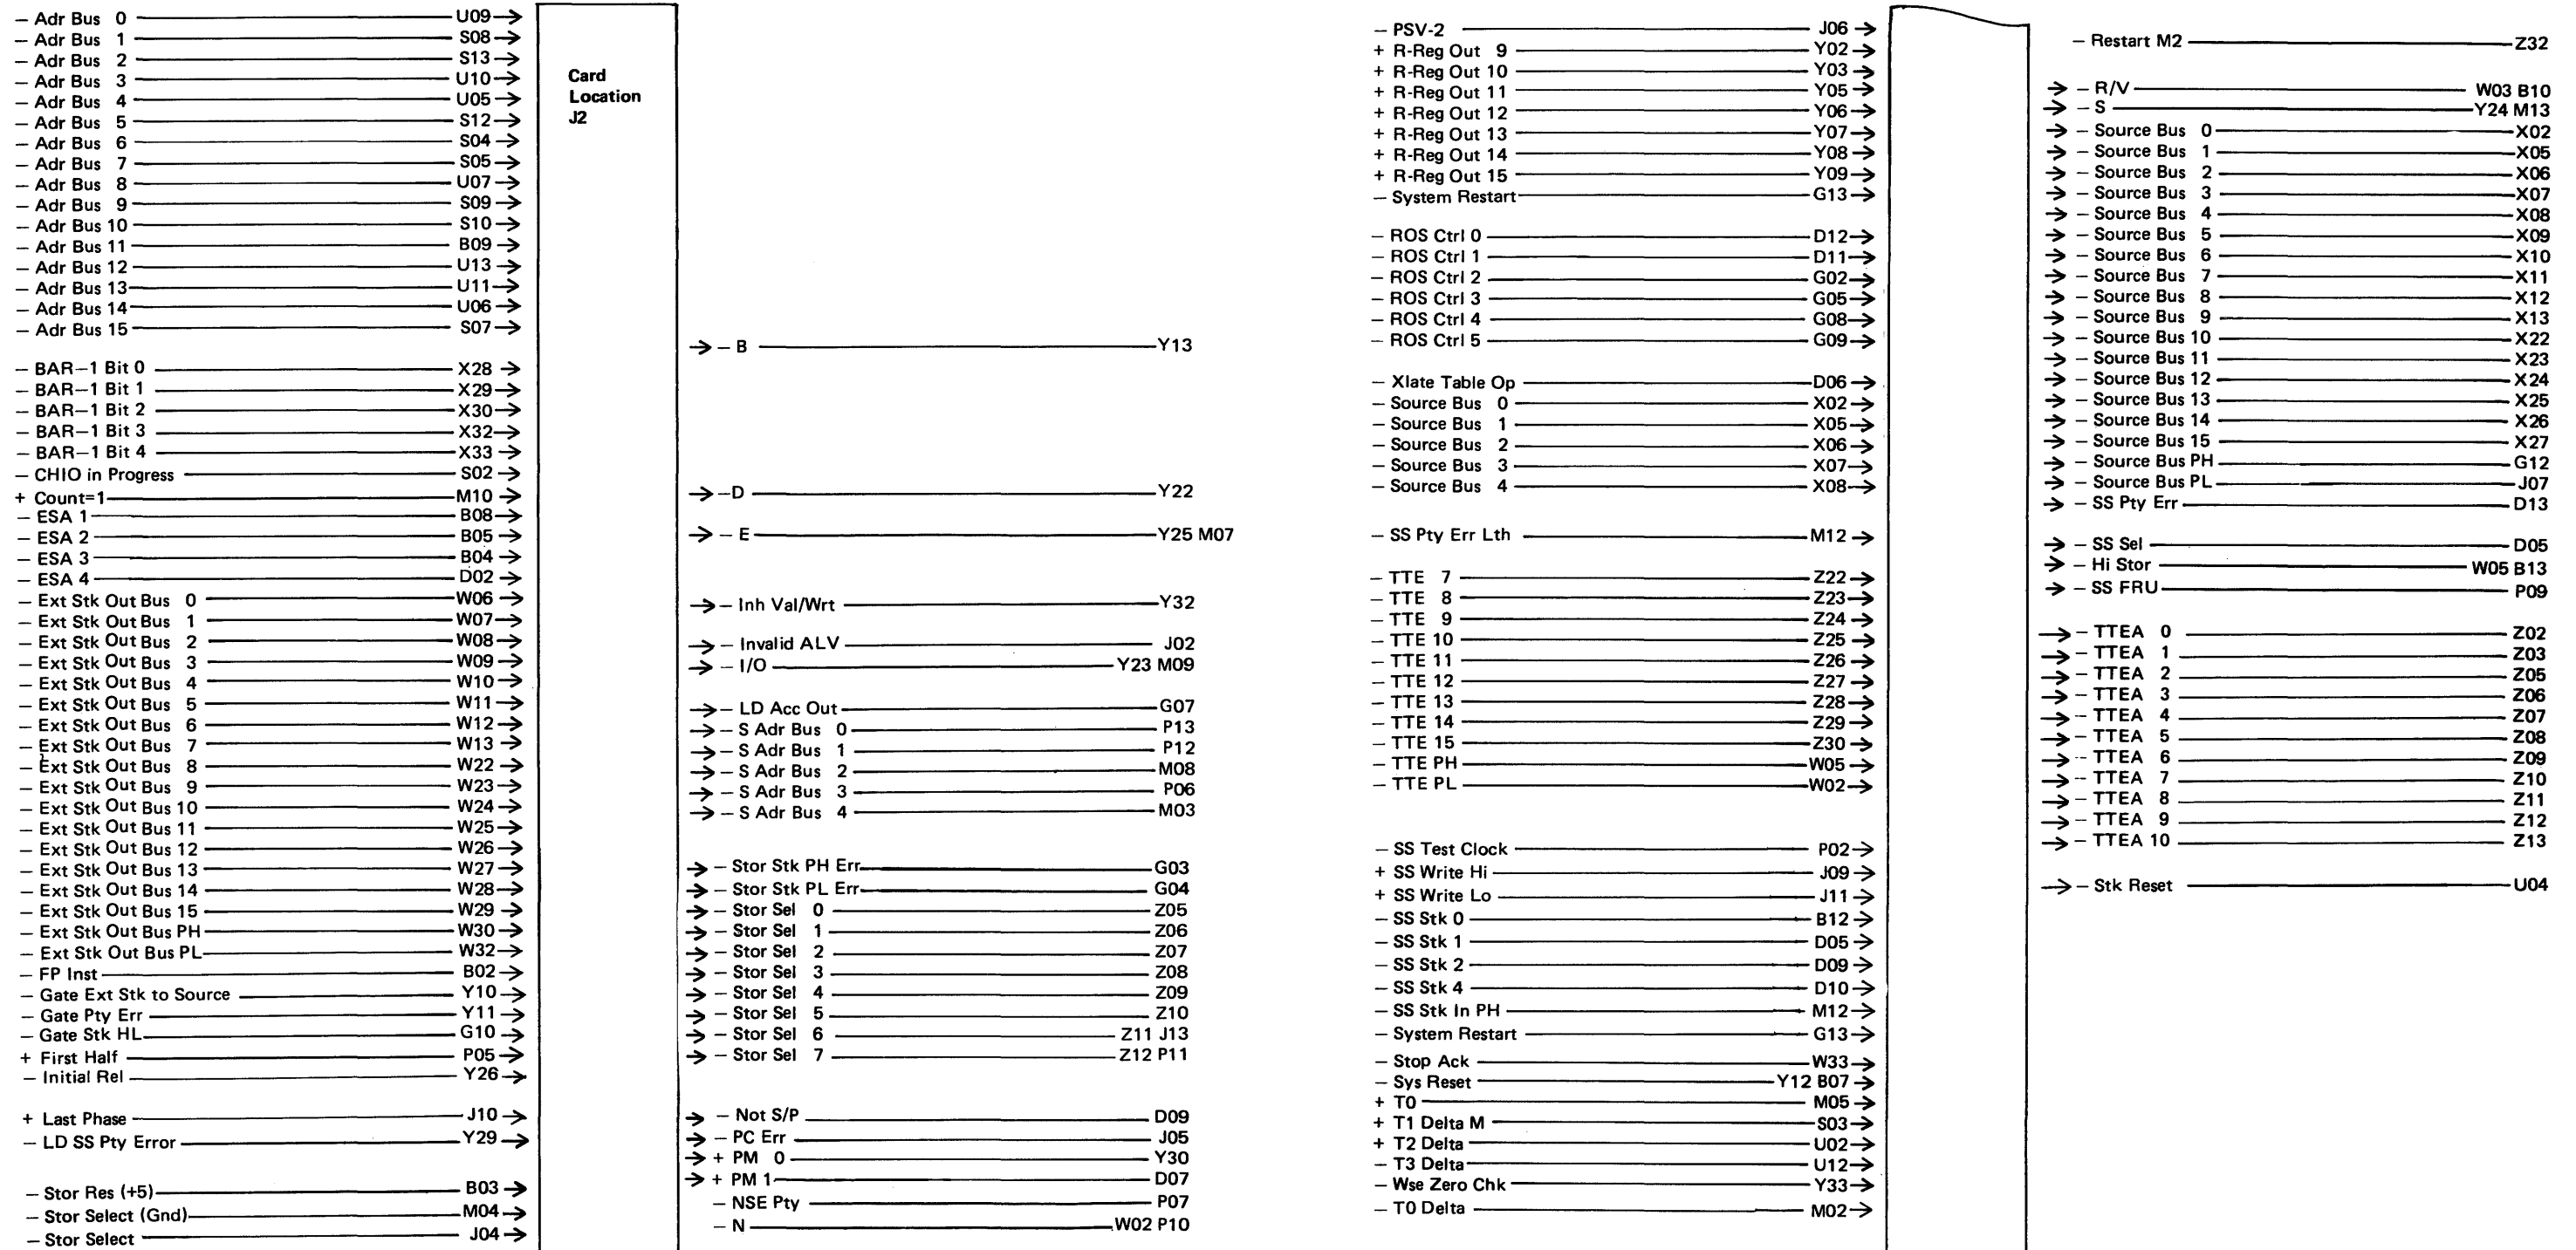 — Adr Bus 0 U09
— Adr Bus 1 S08
— Adr Bus 2 S13
— Adr Bus 3 U10
— Adr Bus 4 U05
— Adr Bus 5 S12
— Adr Bus 6 S04
— Adr Bus 7 S05
— Adr Bus 8 U07
— Adr Bus 9 S09
— Adr Bus 10 S10
— Adr Bus 11 B09
— Adr Bus 12 U13
— Adr Bus 13 U11
— Adr Bus 14 U06
— Adr Bus 15 S07
— BAR—1 Bit 0 X28
— BAR—1 Bit 1 X29
— BAR—1 Bit 2 X30
— BAR—1 Bit 3 X32
— BAR—1 Bit 4 X33
— CHIO in Progress S02
+ Count=1 M10
— ESA 1 B08
— ESA 2 B05
— ESA 3 B04
— ESA 4 D02
— Ext Stk Out Bus 0 W06
— Ext Stk Out Bus 1 W07
— Ext Stk Out Bus 2 W08
— Ext Stk Out Bus 3 W09
— Ext Stk Out Bus 4 W10
— Ext Stk Out Bus 5 W11
— Ext Stk Out Bus 6 W12
— Ext Stk Out Bus 7 W13
— Ext Stk Out Bus 8 W22
— Ext Stk Out Bus 9 W23
— Ext Stk Out Bus 10 W24
— Ext Stk Out Bus 11 W25
— Ext Stk Out Bus 12 W26
— Ext Stk Out Bus 13 W27
— Ext Stk Out Bus 14 W28
— Ext Stk Out Bus 15 W29
— Ext Stk Out Bus PH W30
— Ext Stk Out Bus PL W32
— FP Inst B02
— Gate Ext Stk to Source Y10
— Gate Pty Err Y11
— Gate Stk HL G10
+ First Half P05
— Initial Rel Y26
+ Last Phase J10
— LD SS Pty Error Y29
— Stor Res (+5) B03
— Stor Select (Gnd) M04
— Stor Select J04
Card
Location
J2
— B Y13
—D Y22
— E Y25 M07
— Inh Val/Wrt Y32
— Invalid ALV J02
— I/O Y23 M09
— LD Acc Out G07
— S Adr Bus 0 P13
— S Adr Bus 1 P12
— S Adr Bus 2 M08
— S Adr Bus 3 P06
— S Adr Bus 4 M03
— Stor Stk PH Err G03
— Stor Stk PL Err G04
— Stor Sel 0 Z05
— Stor Sel 1 Z06
— Stor Sel 2 Z07
— Stor Sel 3 Z08
— Stor Sel 4 Z09
— Stor Sel 5 Z10
— Stor Sel 6 Z11 J13
— Stor Sel 7 Z12 P11
— Not S/P D09
— PC Err J05
+ PM 0 Y30
+ PM 1 D07
— NSE Pty P07
— N W02 P10
— PSV-2 J06
+ R-Reg Out 9 Y02
+ R-Reg Out 10 Y03
+ R-Reg Out 11 Y05
+ R-Reg Out 12 Y06
+ R-Reg Out 13 Y07
+ R-Reg Out 14 Y08
+ R-Reg Out 15 Y09
— System Restart G13
— ROS Ctrl 0 D12
— ROS Ctrl 1 D11
— ROS Ctrl 2 G02
— ROS Ctrl 3 G05
— ROS Ctrl 4 G08
— ROS Ctrl 5 G09
— Xlate Table Op D06
— Source Bus 0 X02
— Source Bus 1 X05
— Source Bus 2 X06
— Source Bus 3 X07
— Source Bus 4 X08
— SS Pty Err Lth M12
— TTE 7 Z22
— TTE 8 Z23
— TTE 9 Z24
— TTE 10 Z25
— TTE 11 Z26
— TTE 12 Z27
— TTE 13 Z28
— TTE 14 Z29
— TTE 15 Z30
— TTE PH W05
— TTE PL W02
— SS Test Clock P02
+ SS Write Hi J09
+ SS Write Lo J11
— SS Stk 0 B12
— SS Stk 1 D05
— SS Stk 2 D09
— SS Stk 4 D10
— SS Stk In PH M12
— System Restart G13
— Stop Ack W33
— Sys Reset Y12 B07
+ T0 M05
+ T1 Delta M S03
+ T2 Delta U02
— T3 Delta U12
— Wse Zero Chk Y33
— T0 Delta M02
— Restart M2 Z32
— R/V W03 B10
— S Y24 M13
— Source Bus 0 X02
— Source Bus 1 X05
— Source Bus 2 X06
— Source Bus 3 X07
— Source Bus 4 X08
— Source Bus 5 X09
— Source Bus 6 X10
— Source Bus 7 X11
— Source Bus 8 X12
— Source Bus 9 X13
— Source Bus 10 X22
— Source Bus 11 X23
— Source Bus 12 X24
— Source Bus 13 X25
— Source Bus 14 X26
— Source Bus 15 X27
— Source Bus PH G12
— Source Bus PL J07
— SS Pty Err D13
— SS Sel D05
— Hi Stor W05 B13
— SS FRU P09
— TTEA 0 Z02
— TTEA 1 Z03
— TTEA 2 Z05
— TTEA 3 Z06
— TTEA 4 Z07
— TTEA 5 Z08
— TTEA 6 Z09
— TTEA 7 Z10
— TTEA 8 Z11
— TTEA 9 Z12
— TTEA 10 Z13
— Stk Reset U04